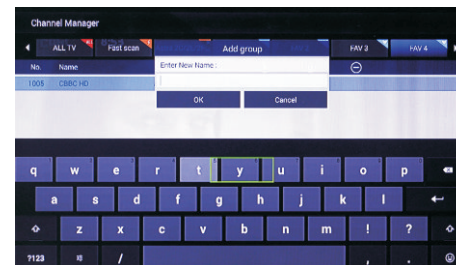 Channel Manager
ALL TV Fast scan Add group FAV 3 FAV 4
No. Name Enter New Name :
1005 CBBC HD
OK Cancel
q w e r t y u i o p
a s d f g h j k l
z x c v b n m ! ?
?123 / , .